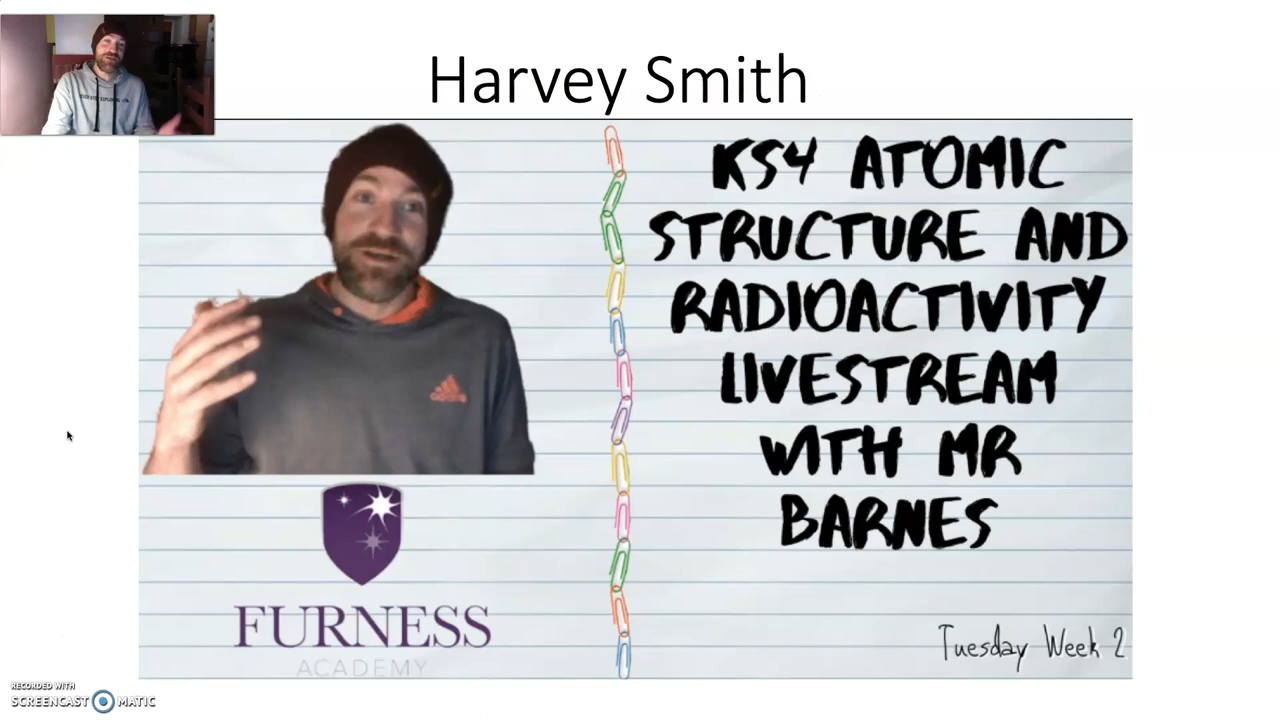 Harvey Smith
KS4 ATOMIC
STRUCTURE AND
RADIOACTIVITY
LIVESTREAM
WITH MR
BARNES
adidas
FURNESS
ACADEMY
Tuesday Week 2
RECORDED WITH
SCREENCAST MATIC